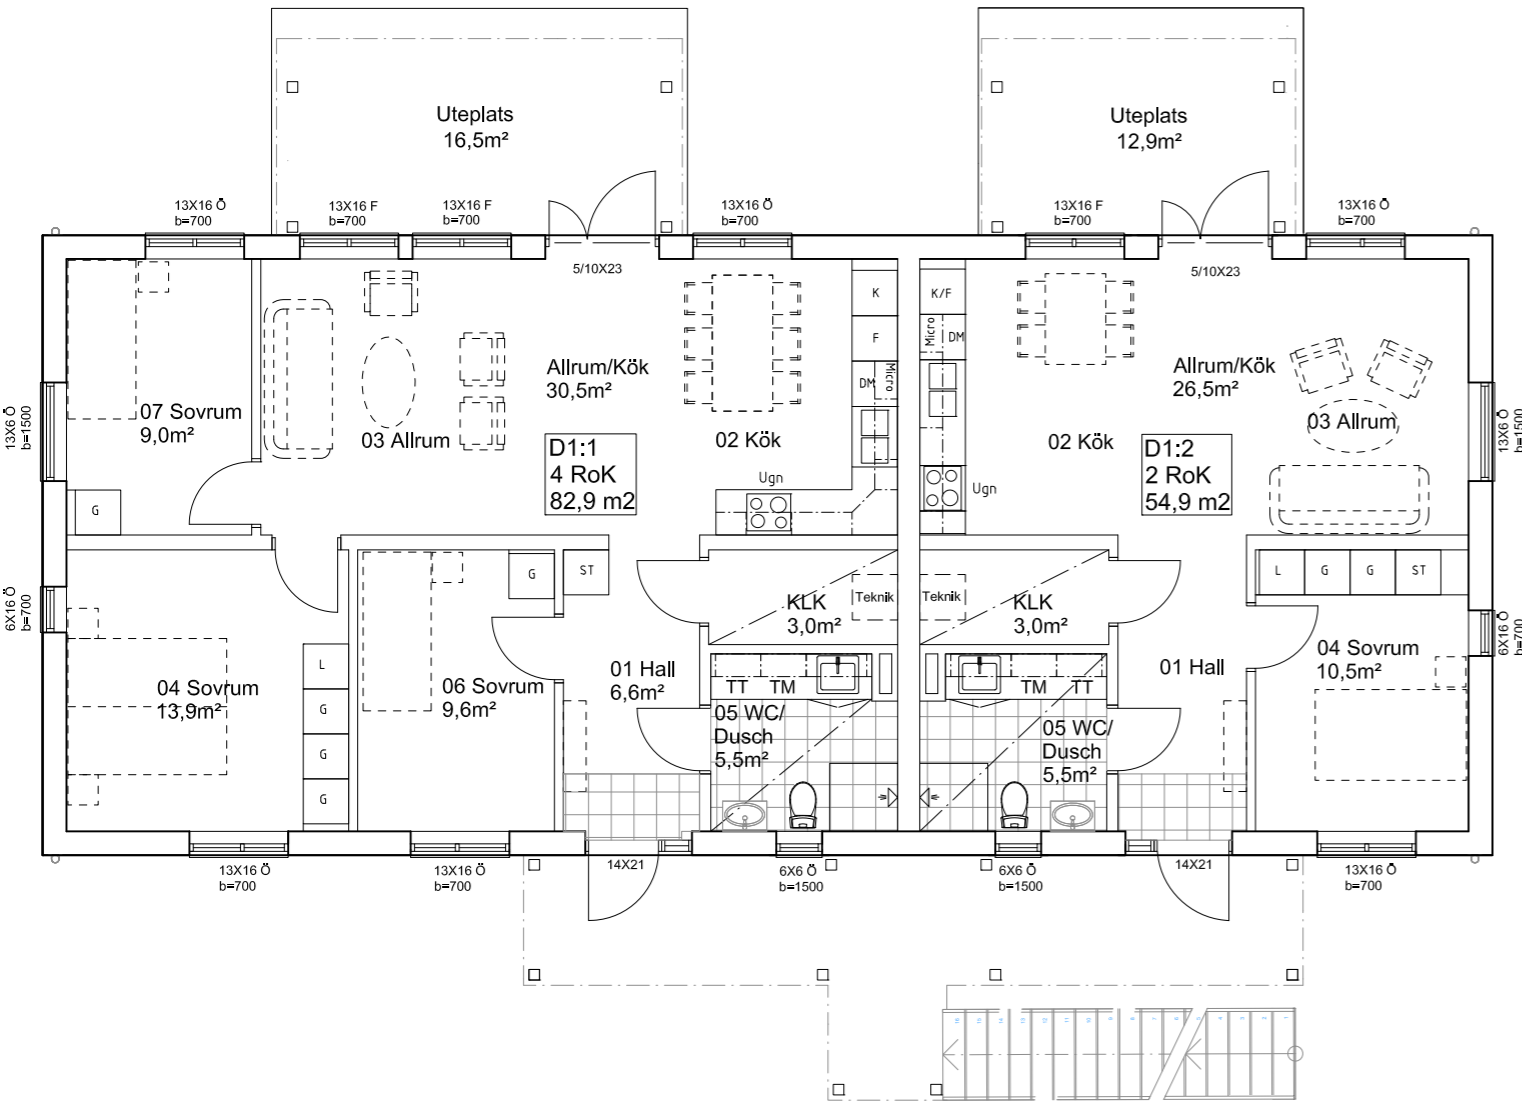 Uteplats
16,5m²
Uteplats
12,9m²
13X16 Ö
b=700
13X16 F
b=700
13X16 F
b=700
13X16 Ö
b=700
13X16 F
b=700
13X16 Ö
b=700
5/10X23
5/10X23
K
F
DM
Micro
K/F
Micro
DM
Allrum/Kök
30,5m²
Allrum/Kök
26,5m²
13X6 Ö
b=1500
07 Sovrum
9,0m²
03 Allrum
02 Kök
D1:1
4 RoK
82,9 m2
02 Kök
D1:2
2 RoK
54,9 m2
03 Allrum
13X6 Ö
b=1500
Ugn
Ugn
G
6X16 Ö
b=700
G
ST
KLK
3,0m²
Teknik
Teknik
KLK
3,0m²
L
G
G
ST
6X16 Ö
b=700
04 Sovrum
13,9m²
L
G
G
G
06 Sovrum
9,6m²
01 Hall
6,6m²
TT
TM
05 WC/
Dusch
5,5m²
TM
TT
05 WC/
Dusch
5,5m²
01 Hall
04 Sovrum
10,5m²
13X16 Ö
b=700
13X16 Ö
b=700
14X21
6X6 Ö
b=1500
6X6 Ö
b=1500
14X21
13X16 Ö
b=700